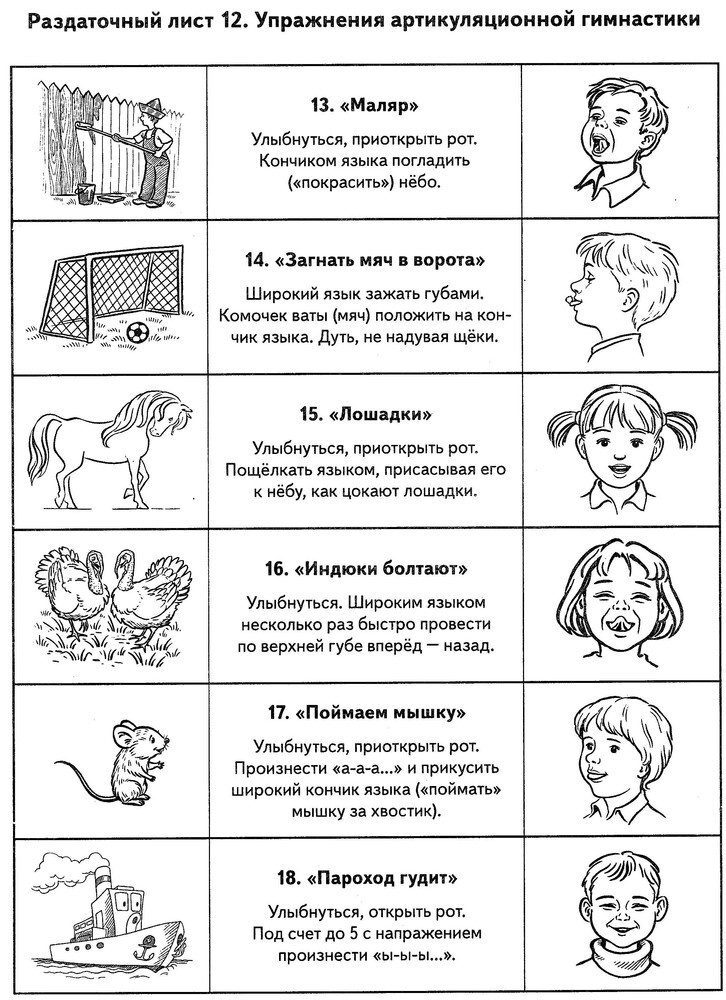 Раздаточный лист 12. Упражнения артикуляционной гимнастики
13. «Маляр»
Улыбнуться, приоткрыть рот.
Кончиком языка погладить
(«покрасить») нёбо.
14. «Загнать мяч в ворота»
Широкий язык зажать губами.
Комочек ваты (мяч) положить на кон-
чик языка. Дуть, не надувая щёки.
15. «Лошадки»
Улыбнуться, приоткрыть рот.
Пощёлкать языком, присасывая его
к нёбу, как цокают лошадки.
16. «Индюки болтают»
Улыбнуться. Широким языком
несколько раз быстро провести
по верхней губе вперёд — назад.
17. «Поймаем мышку»
Улыбнуться, приоткрыть рот.
Произнести «а-а-а...» и прикусить
широкий кончик языка («поймать»
мышку за хвостик).
18. «Пароход гудит»
Улыбнуться, открыть рот.
Под счет до 5 с напражением
произнести «ы-ы-ы...».